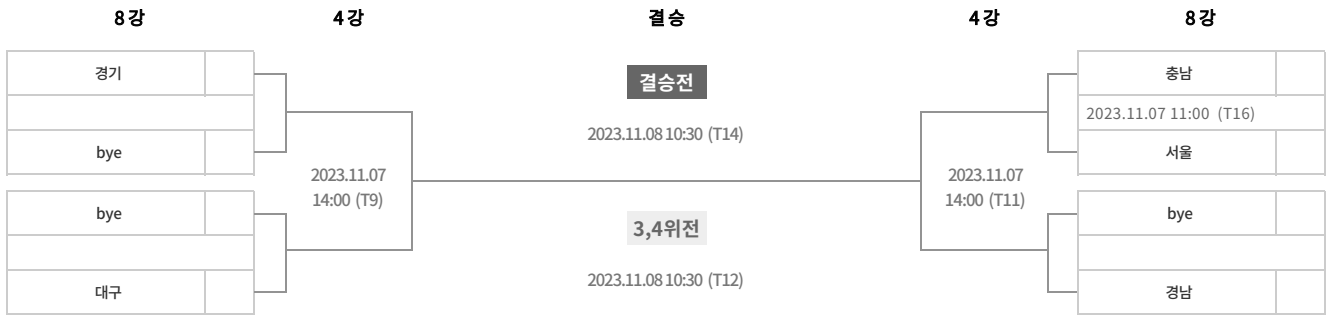 8강 4강 결승 4강 8강
경기
bye
bye
대구
2023.11.07
14:00 (T9)
결승전
2023.11.08 10:30 (T14)
3,4위전
2023.11.08 10:30 (T12)
2023.11.07
14:00 (T11)
충남
2023.11.07 11:00 (T16)
서울
bye
경남